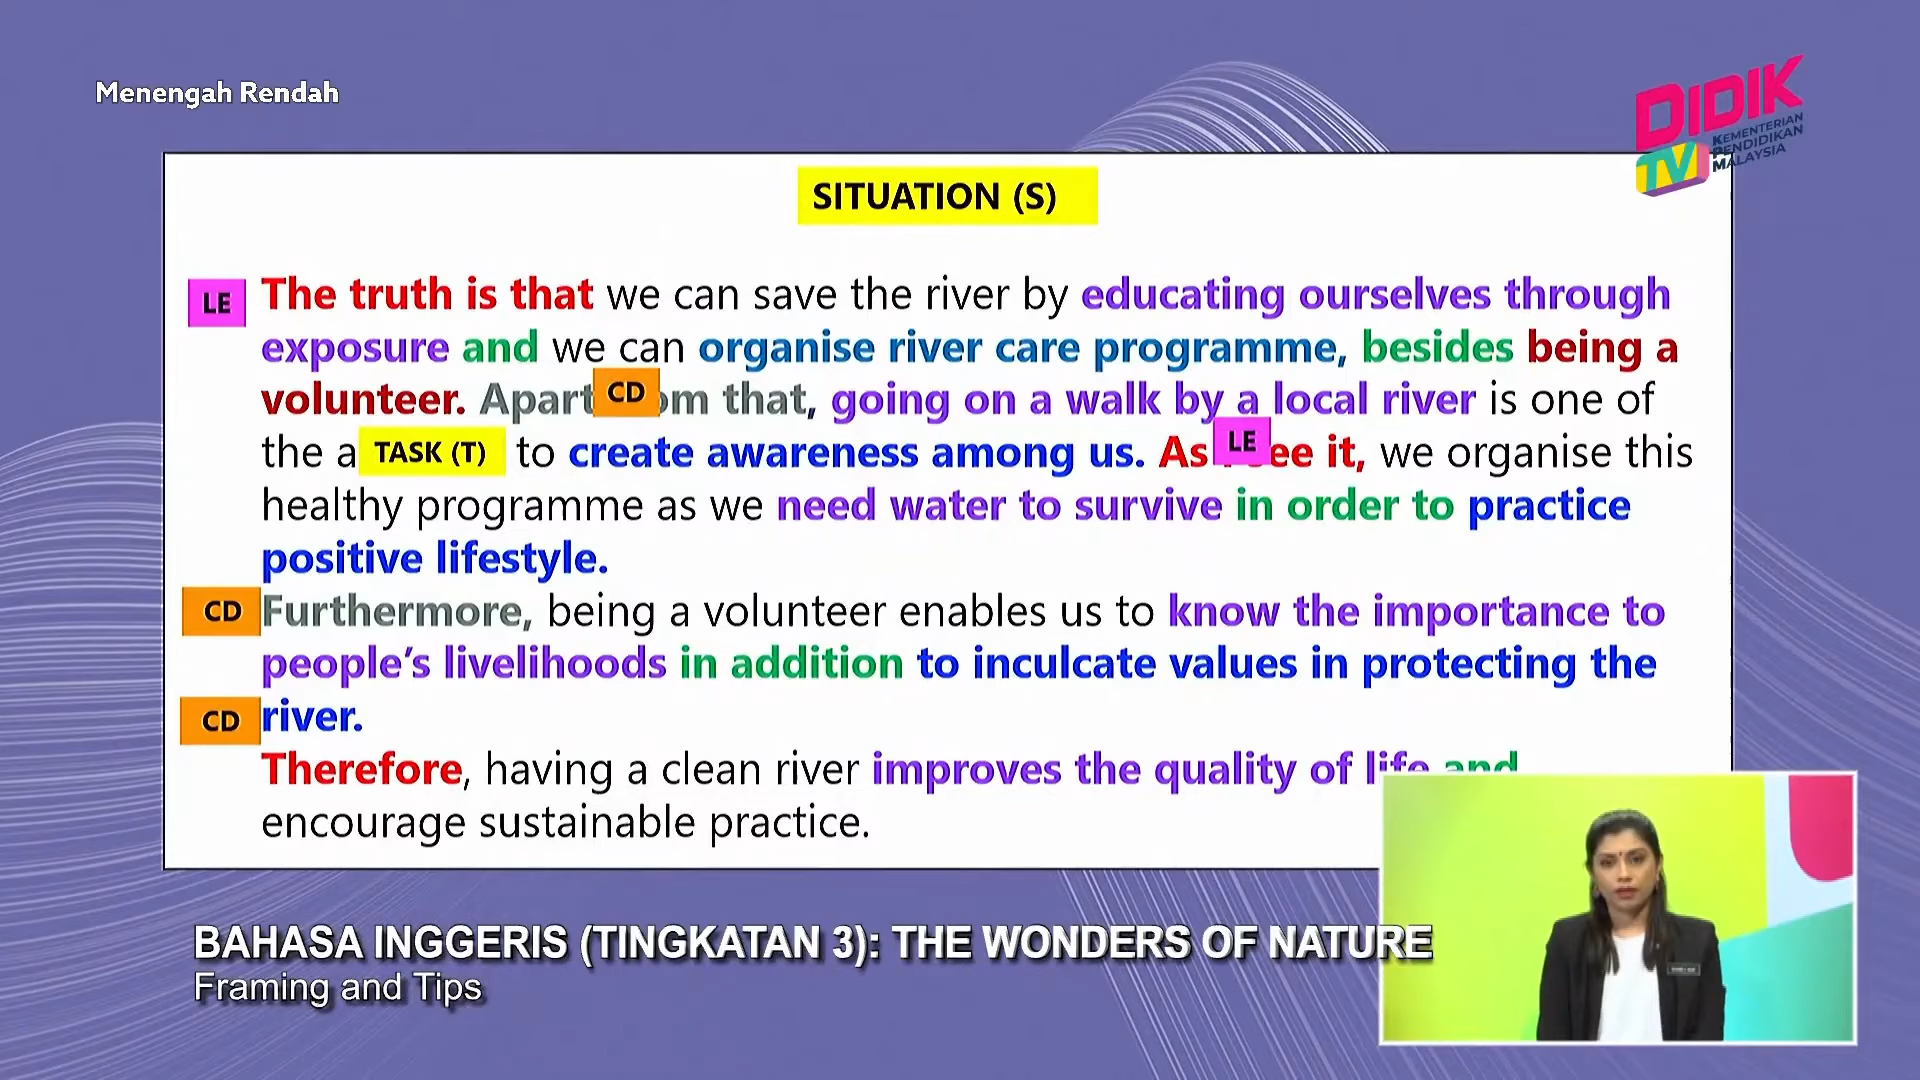 Menengah Rendah
DIDIK
TV
KEMENTERIAN
PENDIDIKAN
MALAYSIA
SITUATION (S)
LE The truth is that we can save the river by educating ourselves through
exposure and we can organise river care programme, besides being a
volunteer. Apart CD om that, going on a walk by a local river is one of
the a TASK (T) to create awareness among us. As LE ee it, we organise this
healthy programme as we need water to survive in order to practice
positive lifestyle.
CD Furthermore, being a volunteer enables us to know the importance to
people's livelihoods in addition to inculcate values in protecting the
CD river.
Therefore, having a clean river improves the quality of life and
encourage sustainable practice.
BAHASA INGGERIS (TINGKATAN 3): THE WONDERS OF NATURE
Framing and Tips